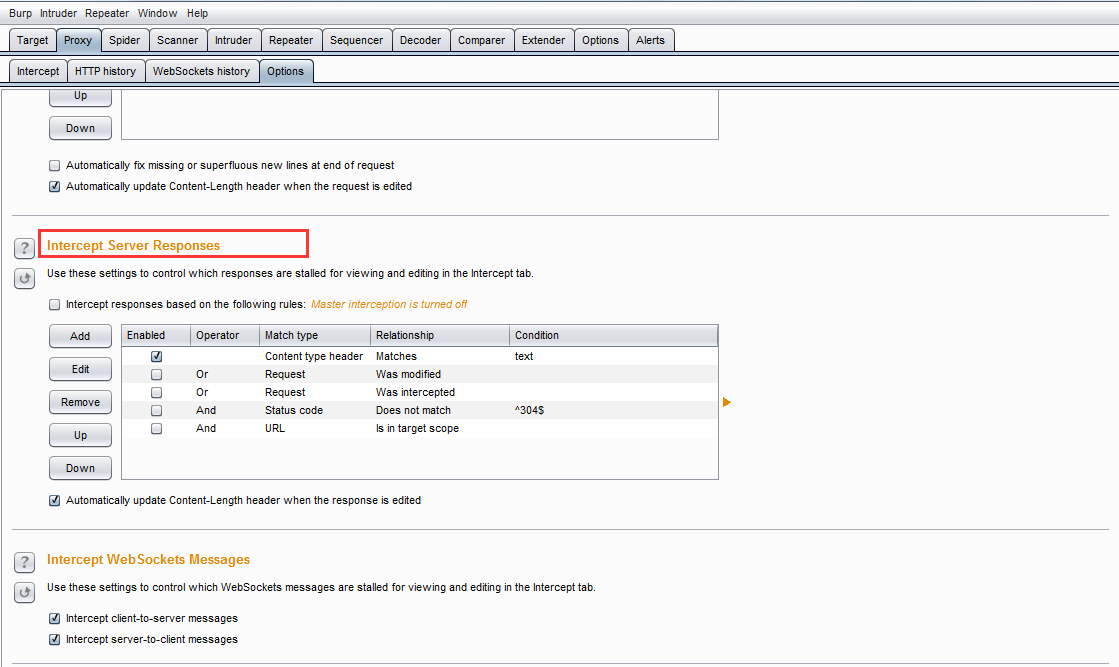 Burp Intruder Repeater Window Help
Target Proxy Spider Scanner Intruder Repeater Sequencer Decoder Comparer Extender Options Alerts
Intercept HTTP history WebSockets history Options
Up
Down
Automatically fix missing or superfluous new lines at end of request
Automatically update Content-Length header when the request is edited
? Intercept Server Responses
Use these settings to control which responses are stalled for viewing and editing in the Intercept tab.
Intercept responses based on the following rules: Master interception is turned off
Add Enabled Operator Match type Relationship Condition
Content type header Matches text
Edit Or Request Was modified
Or Request Was intercepted
Remove And Status code Does not match ^304$
Up And URL Is in target scope
Down
Automatically update Content-Length header when the response is edited
? Intercept WebSockets Messages
Use these settings to control which WebSockets messages are stalled for viewing and editing in the Intercept tab.
Intercept client-to-server messages
Intercept server-to-client messages